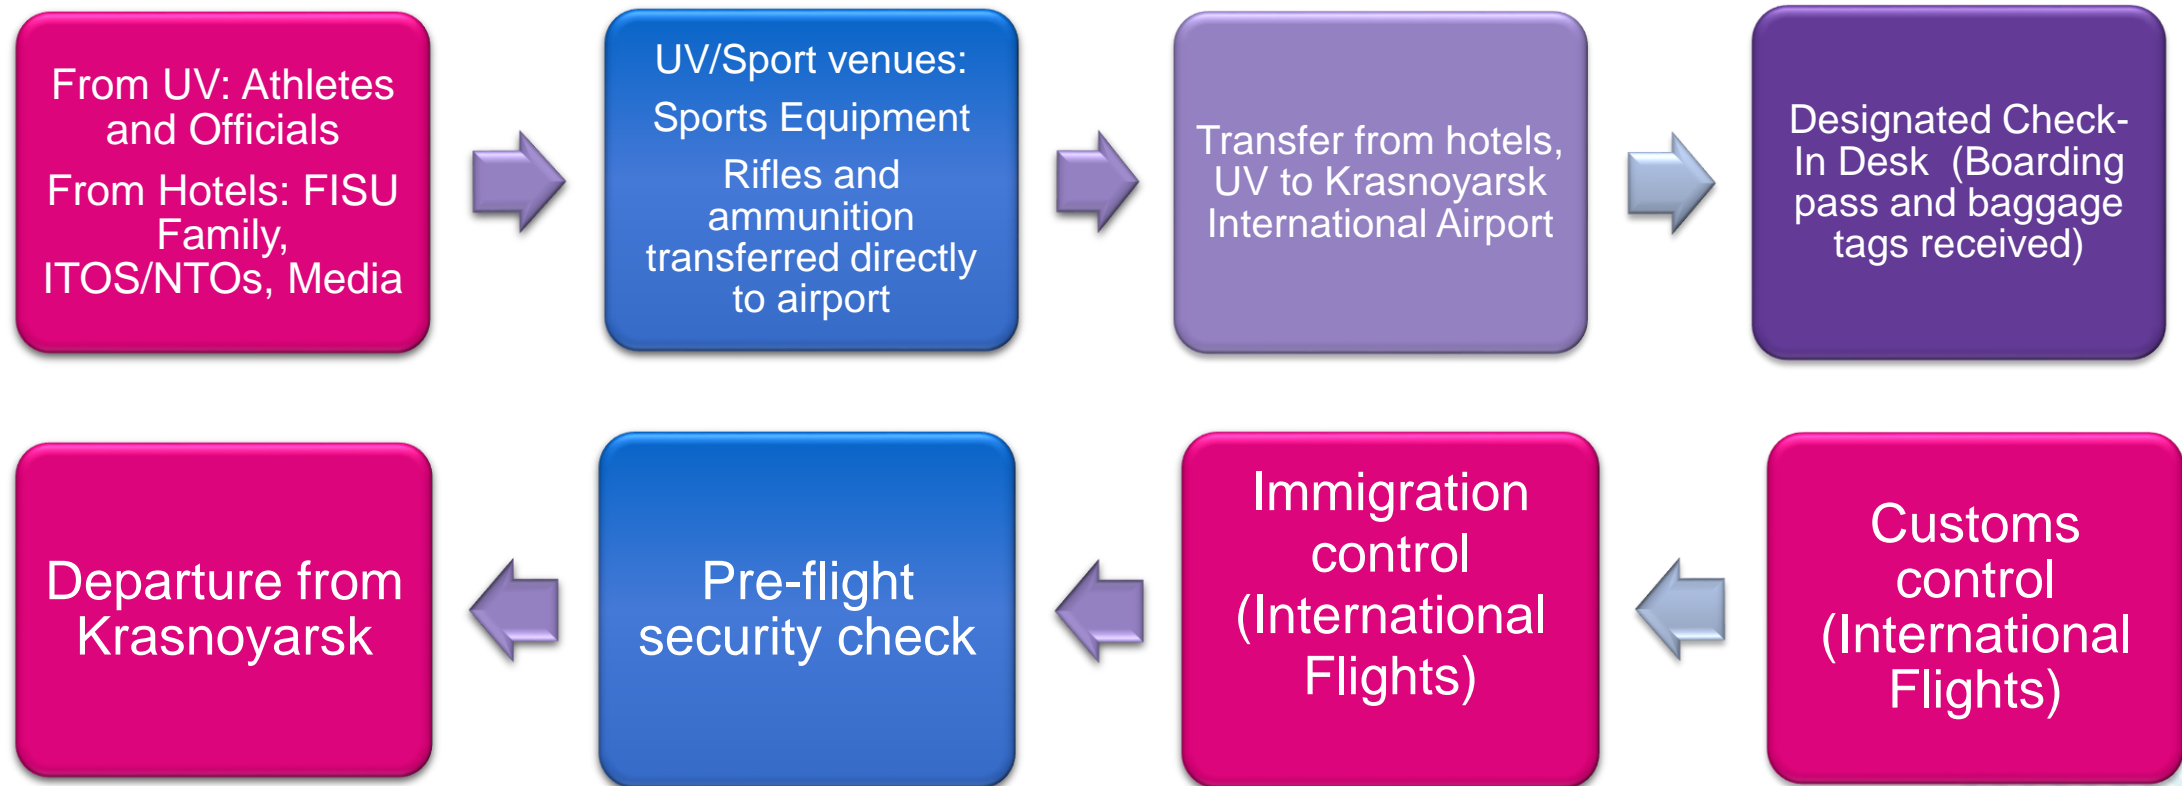 From UV: Athletes
and Officials
From Hotels: FISU
Family,
ITOS/NTOs, Media
UV/Sport venues:
Sports Equipment
Rifles and
ammunition
transferred directly
to airport
Transfer from hotels,
UV to Krasnoyarsk
International Airport
Designated Check-
In Desk (Boarding
pass and baggage
tags received)
Customs
control
(International
Flights)
Immigration
control
(International
Flights)
Pre-flight
security check
Departure from
Krasnoyarsk